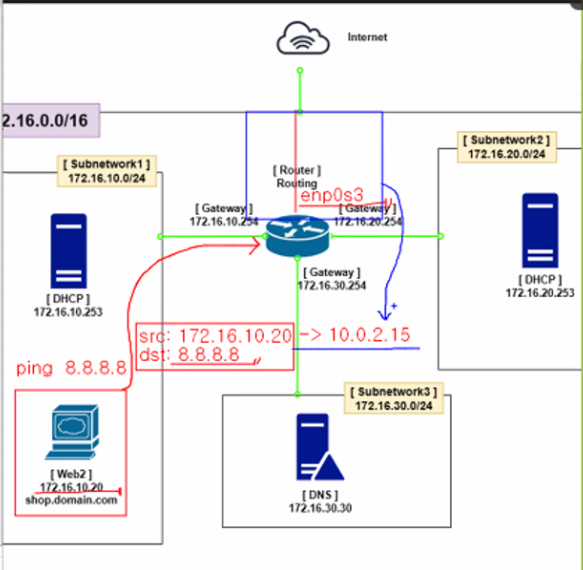 Internet
2.16.0.0/16
[ Subnetwork1 ]
172.16.10.0/24
[ Subnetwork2 ]
172.16.20.0/24
[ Router ]
Routing
enp0s3
[ Gateway ]
172.16.10.254
[ Gateway ]
172.16.20.254
[ Gateway ]
172.16.30.254
[ DHCP ]
172.16.10.253
[ DHCP ]
172.16.20.253
src: 172.16.10.20 -> 10.0.2.15
dst: 8.8.8.8
ping 8.8.8.8
[ Subnetwork3 ]
172.16.30.0/24
[ Web2 ]
172.16.10.20
shop.domain.com
[ DNS ]
172.16.30.30